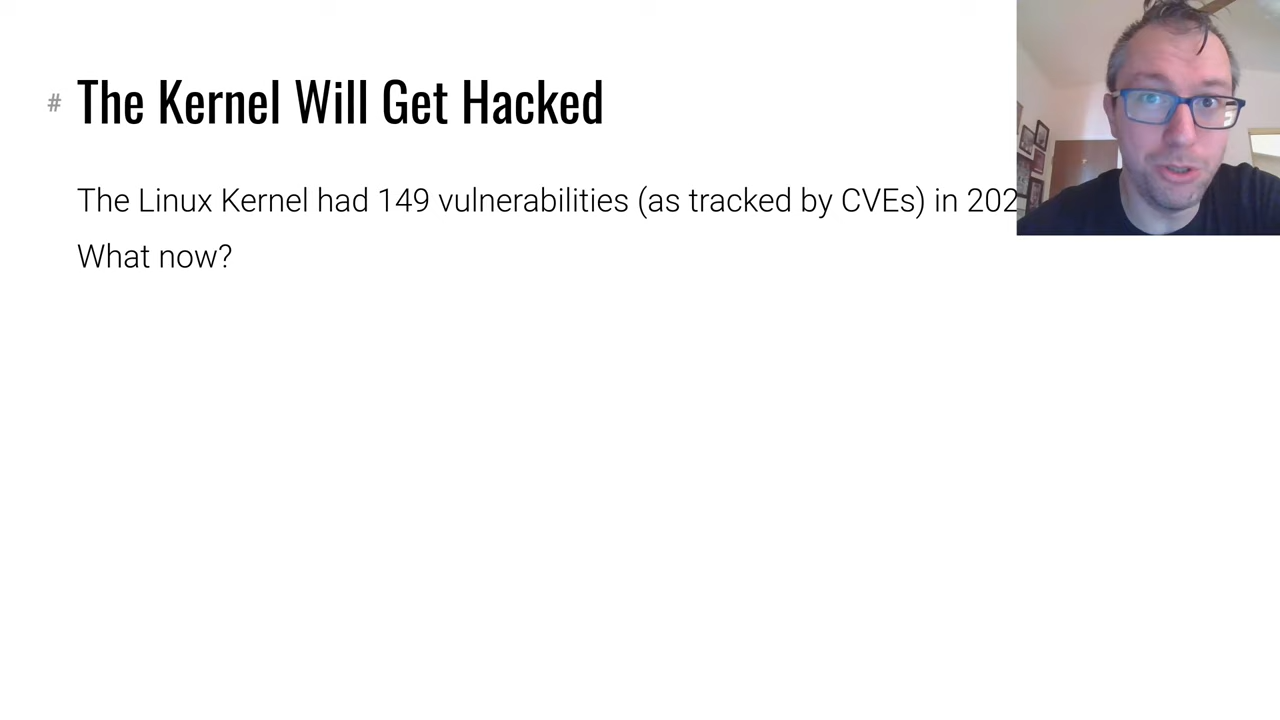 # The Kernel Will Get Hacked
The Linux Kernel had 149 vulnerabilities (as tracked by CVEs) in 202
What now?